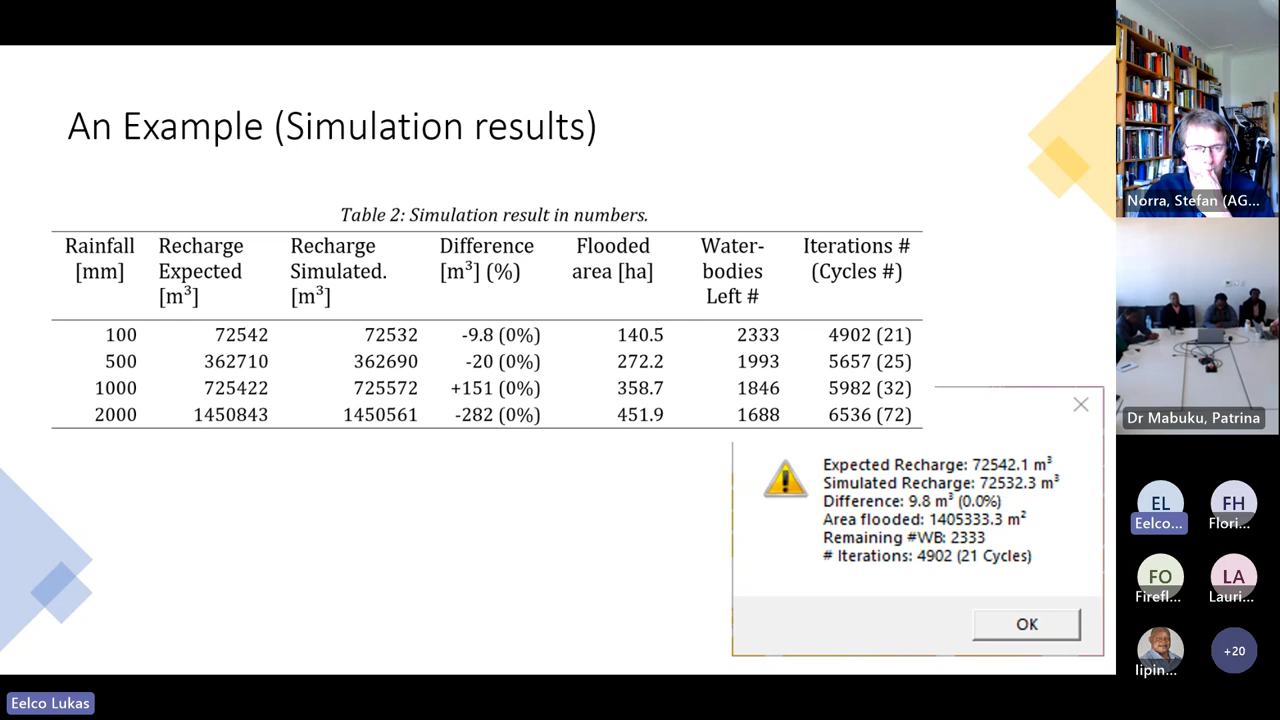 An Example (Simulation results)
Table 2: Simulation result in numbers.
Rainfall [mm] Recharge Expected [m³] Recharge Simulated. [m³] Difference [m³] (%) Flooded area [ha] Water-bodies Left # Iterations # (Cycles #)
100 72542 72532 -9.8 (0%) 140.5 2333 4902 (21)
500 362710 362690 -20 (0%) 272.2 1993 5657 (25)
1000 725422 725572 +151 (0%) 358.7 1846 5982 (32)
2000 1450843 1450561 -282 (0%) 451.9 1688 6536 (72)
Expected Recharge: 72542.1 m³
Simulated Recharge: 72532.3 m³
Difference: 9.8 m³ (0.0%)
Area flooded: 1405333.3 m²
Remaining #WB: 2333
# Iterations: 4902 (21 Cycles)
OK
Norra, Stefan (AG...
Dr Mabuku, Patrina
EL
Eelco...
FH
Flori...
FO
Firefl...
LA
Lauri...
Iipin...
+20
Eelco Lukas